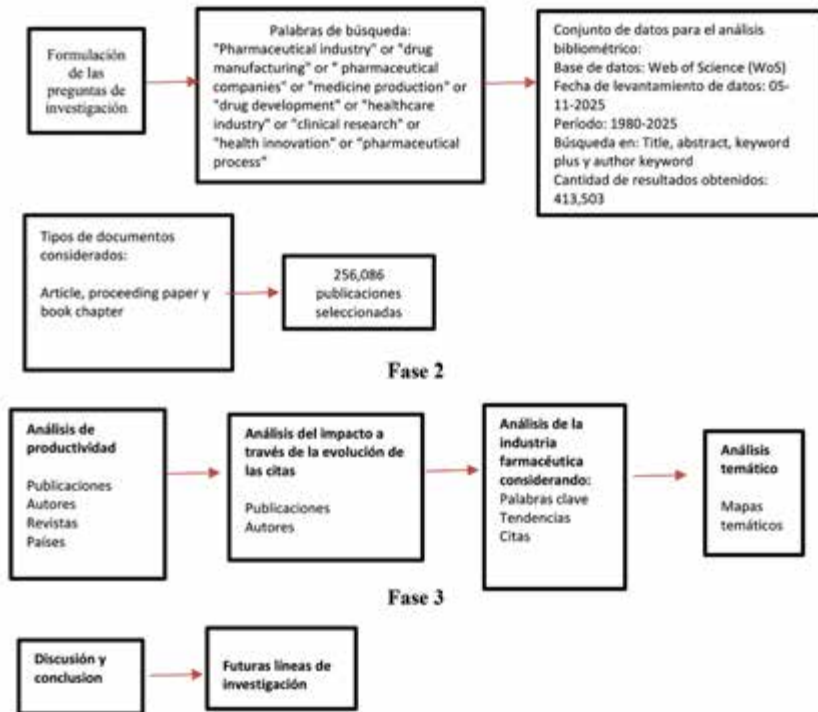 Formulación
de las
preguntas de
investigación
Palabras de búsqueda:
"Pharmaceutical industry" or "drug
manufacturing" or " pharmaceutical
companies" or "medicine production" or
"drug development" or "healthcare
industry" or "clinical research" or
"health innovation" or "pharmaceutical
process"
Conjunto de datos para el análisis
bibliométrico:
Base de datos: Web of Science (WoS)
Fecha de levantamiento de datos: 05-
11-2025
Período: 1980-2025
Búsqueda en: Title, abstract, keyword
plus y author keyword
Cantidad de resultados obtenidos:
413,503
Tipos de documentos
considerados:
Article, proceeding paper y
book chapter
256,086
publicaciones
seleccionadas
Fase 2
Análisis de
productividad
Publicaciones
Autores
Revistas
Países
Análisis del impacto a
través de la evolución de
las citas
Publicaciones
Autores
Análisis de la
industria
farmacéutica
considerando:
Palabras clave
Tendencias
Citas
Análisis
temático
Mapas
temáticos
Fase 3
Discusión y
conclusion
Futuras líneas de
investigación